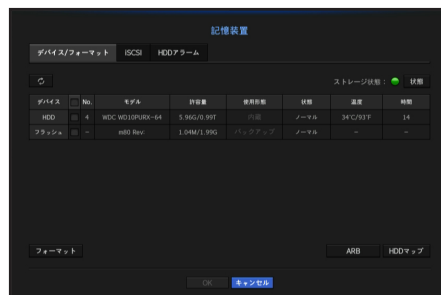 記憶装置
デバイス/フォーマット iSCSI HDDアラーム
ストレージ状態 : 状態
デバイス No. モデル 許容量 使用形態 状態 温度 時間
HDD 4 WDC WD10PURX-64 5.96G/0.99T 内蔵 ノーマル 34℃/93℉ 14
フラッシュ - m80 Rev: 1.04M/1.99G バックアップ ノーマル - -
フォーマット ARB HDDマップ
OK キャンセル